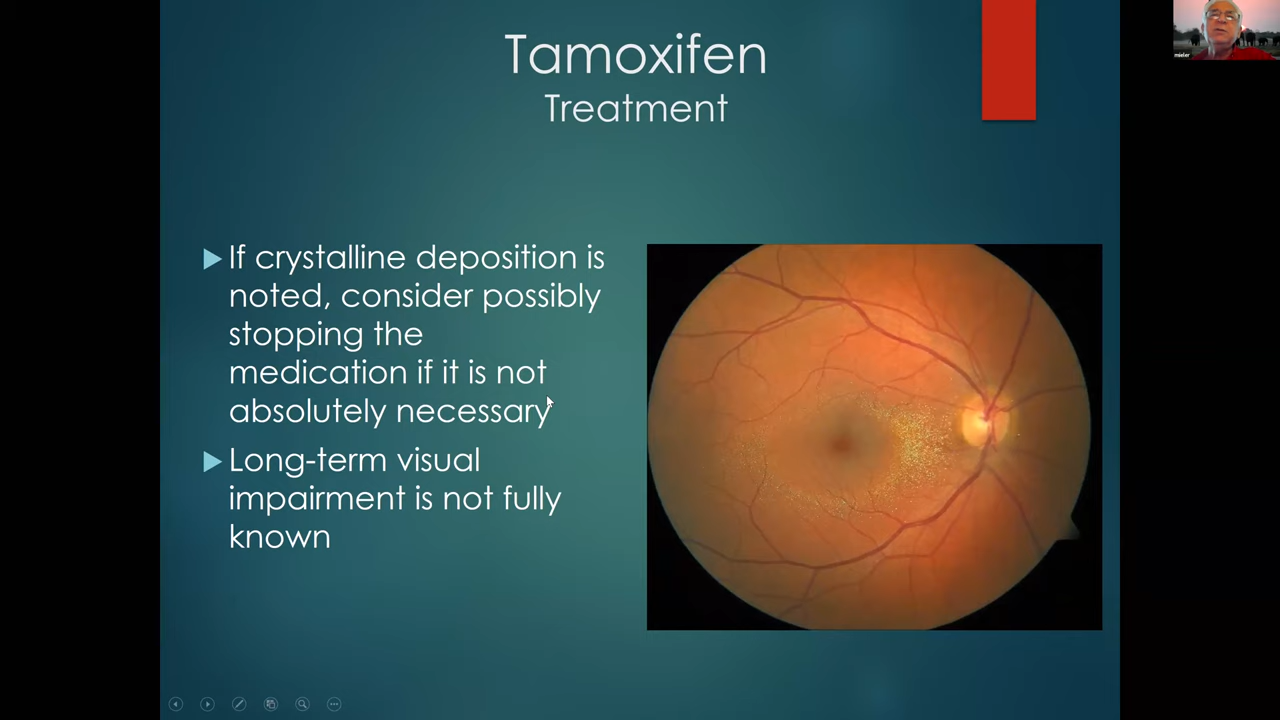 Tamoxifen
Treatment
If crystalline deposition is
noted, consider possibly
stopping the
medication if it is not
absolutely necessary
Long-term visual
impairment is not fully
known
mieler